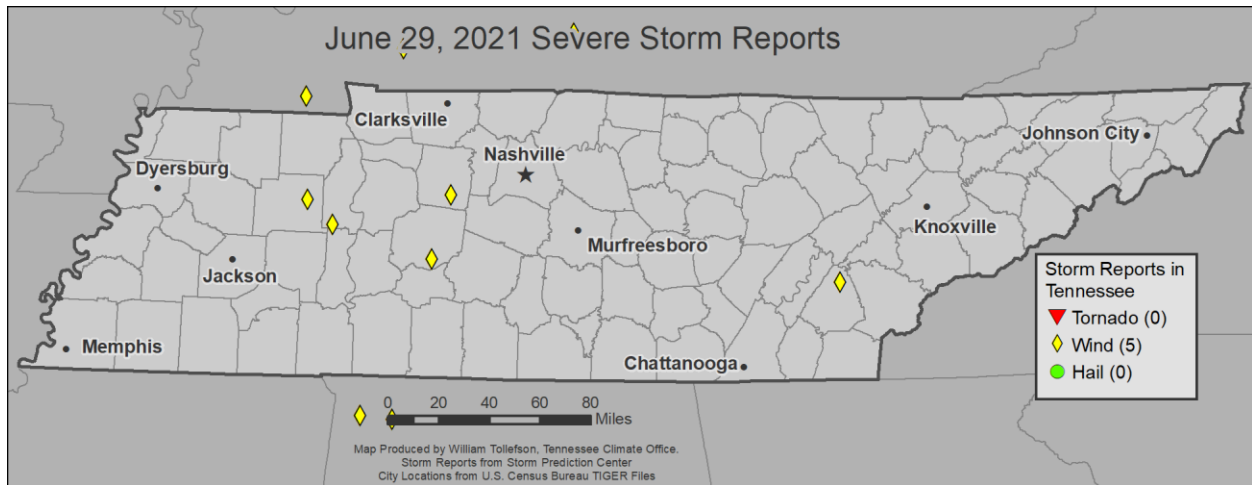 June 29, 2021 Severe Storm Reports
Clarksville
Johnson City
Nashville
Dyersburg
Knoxville
Murfreesboro
Jackson
Storm Reports in
Tennessee
Tornado (0)
Wind (5)
Hail (0)
Memphis
Chattanooga
0 20 40 60 80
Miles
Map Produced by William Tollefson, Tennessee Climate Office.
Storm Reports from Storm Prediction Center
City Locations from U.S. Census Bureau TIGER Files